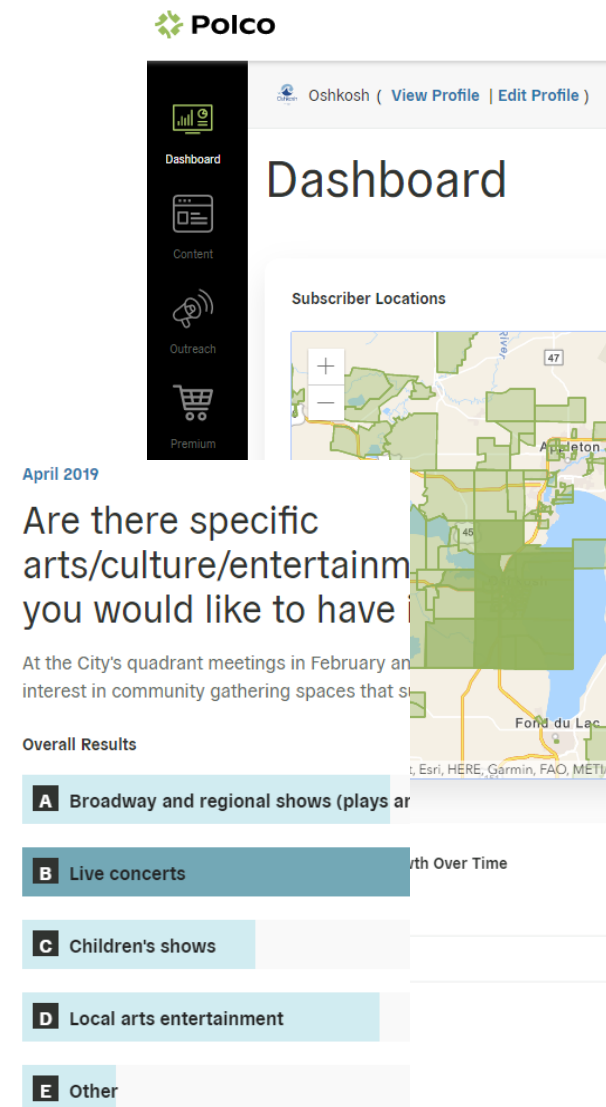 Polco
Oshkosh ( View Profile | Edit Profile )
Dashboard
Dashboard
Content
Outreach
Premium
Subscriber Locations
+
−
River
47
Appleton
45
Fond du Lac
, Esri, HERE, Garmin, FAO, METI/
April 2019
Are there specific
arts/culture/entertainm
you would like to have i
At the City's quadrant meetings in February an
interest in community gathering spaces that su
Overall Results
A Broadway and regional shows (plays an
B Live concerts
C Children's shows
D Local arts entertainment
E Other
wth Over Time